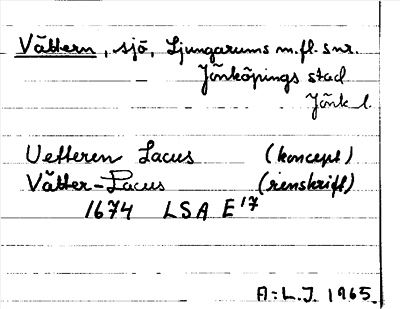 Vättern, sjö, Ljungarums m.fl. snr.
Jönköpings stad
Jönk l.
Vetteren Lacus (koncept)
Vätter-Lacus (renskrift)
1674 LSA E17
A:L.J. 1965.